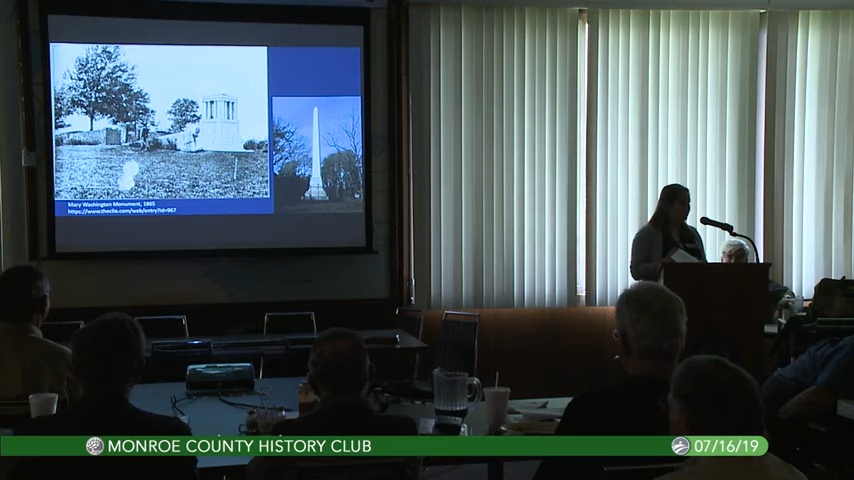 Mary Washington Monument, 1865
https://www.theclio.com/web/entry?id=967
MONROE COUNTY HISTORY CLUB
07/16/19